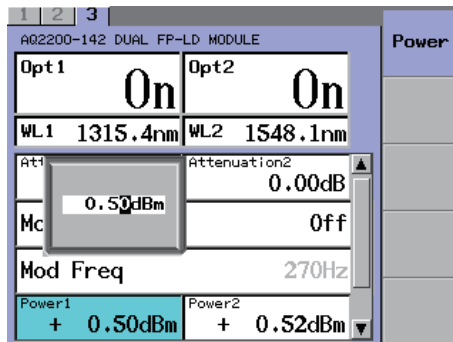 1 2 3
AQ2200-142 DUAL FP-LD MODULE
Power
Opt1 On Opt2 On
WL1 1315.4nm WL2 1548.1nm
Attenuation2
0.00dB
0.50dBm
Off
Mod Freq 270Hz
Power1 Power2
+ 0.50dBm + 0.52dBm